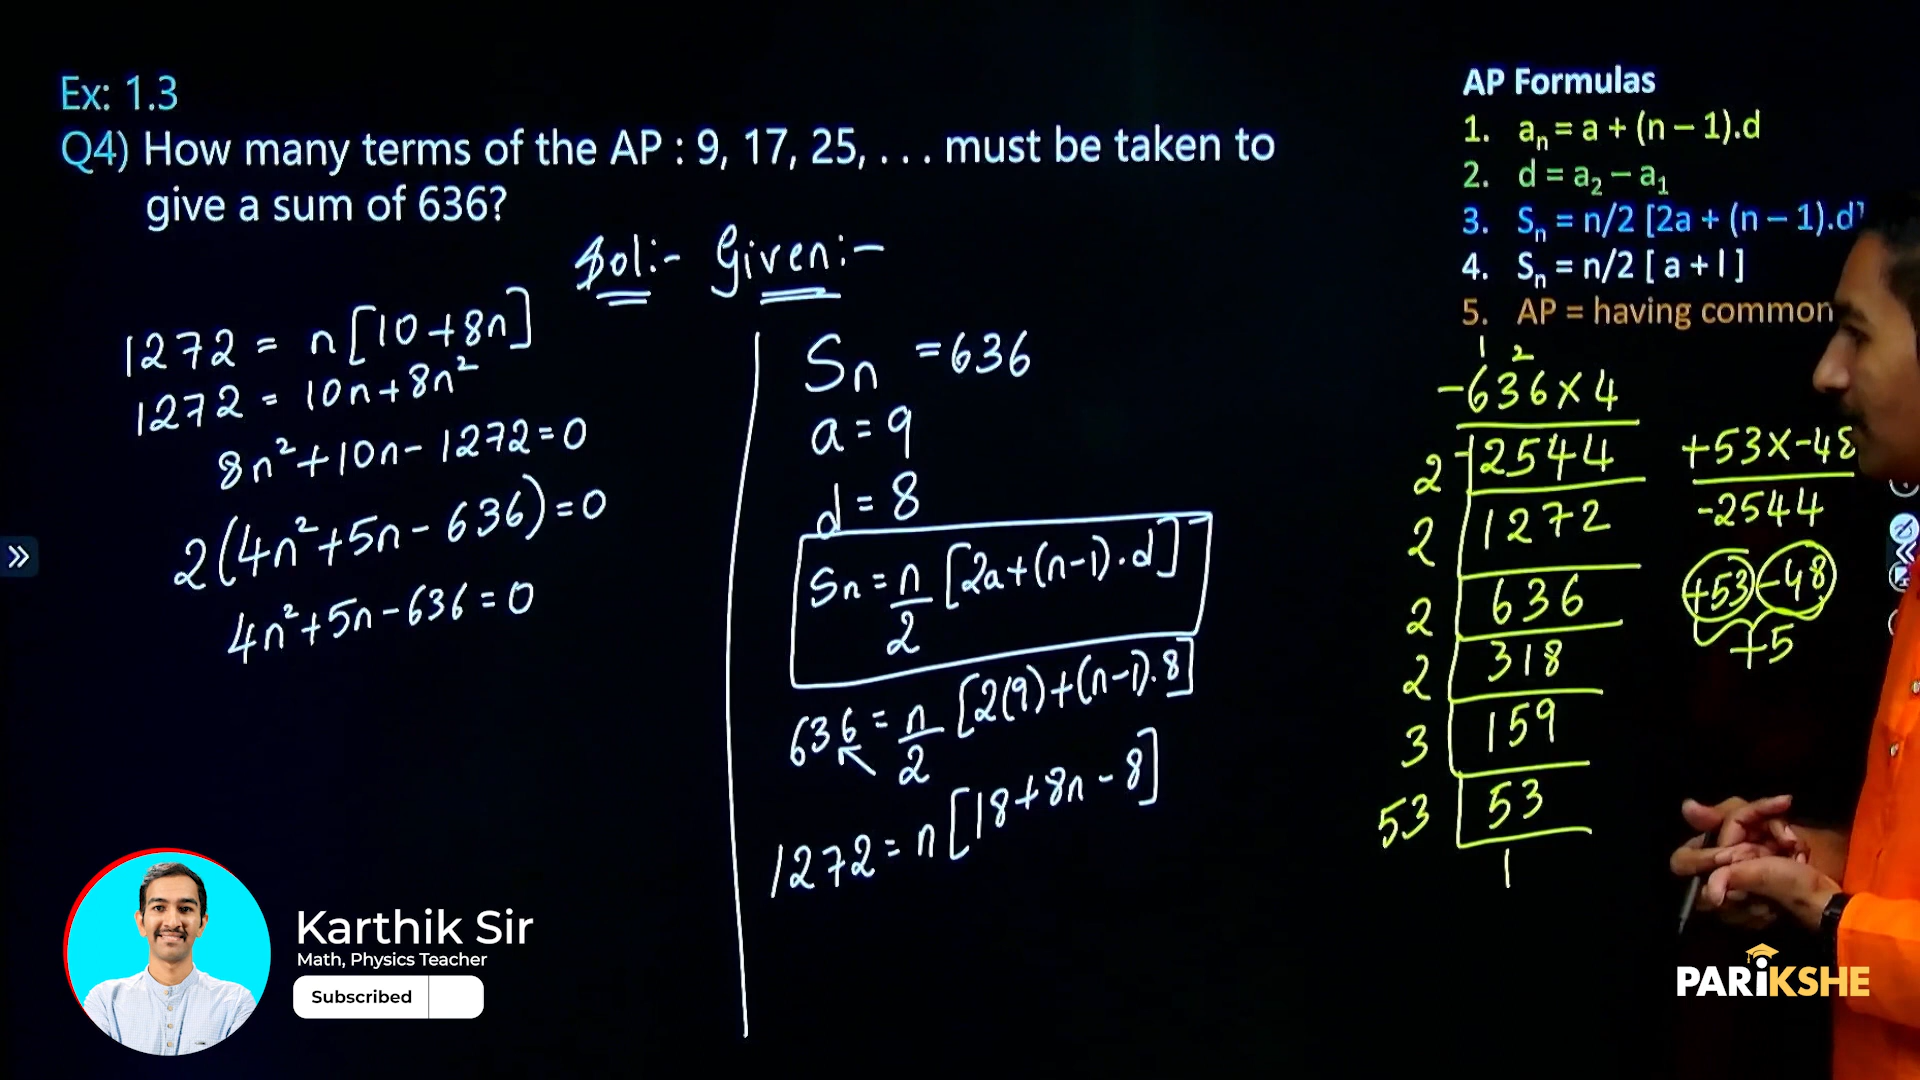 Ex: 1.3
Q4) How many terms of the AP : 9, 17, 25, . . . must be taken to
give a sum of 636?
Sol:- Given:-
1272 = n[10+8n]
1272 = 10n+8n²
8n²+10n-1272=0
2(4n²+5n-636)=0
4n²+5n-636=0
Sn =636
a=9
d=8
Sn=n/2 [2a+(n-1).d]
636=n/2 [2(9)+(n-1).8]
1272=n[18+8n-8]
AP Formulas
1. aₙ = a + (n – 1).d
2. d = a₂ – a₁
3. Sₙ = n/2 [2a + (n – 1).d]
4. Sₙ = n/2 [ a + l ]
5. AP = having common
1 2
-636×4
2 -2544
2 1272
2 636
2 318
3 159
53 53
1
+53×-48
-2544
+53 -48
+5
Karthik Sir
Math, Physics Teacher
Subscribed
PARiKSHE